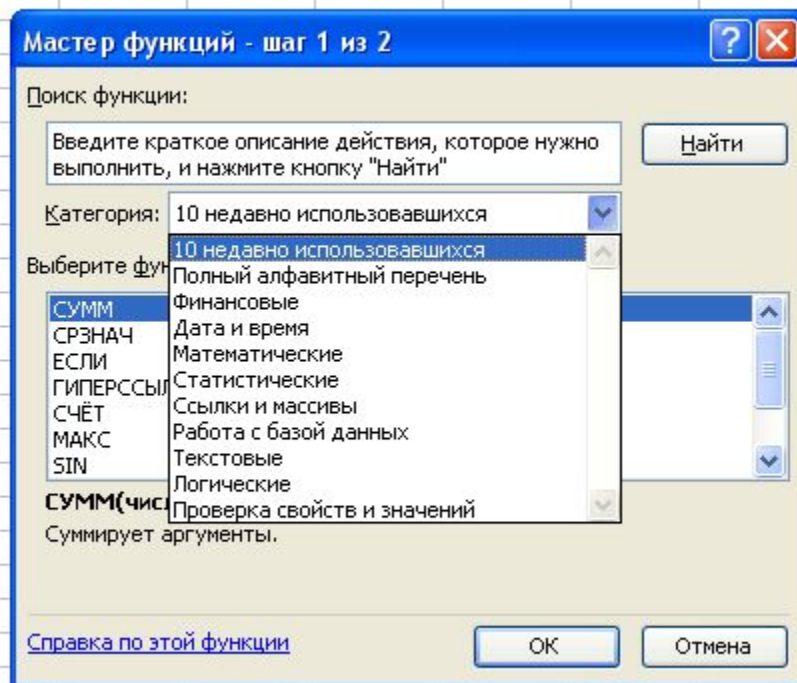 Мастер функций - шаг 1 из 2
Поиск функции:
Введите краткое описание действия, которое нужно
выполнить, и нажмите кнопку "Найти"
Найти
Категория: 10 недавно использовавшихся
10 недавно использовавшихся
Полный алфавитный перечень
Финансовые
Дата и время
Математические
Статистические
Ссылки и массивы
Работа с базой данных
Текстовые
Логические
Проверка свойств и значений
Выберите
СУММ
СРЗНАЧ
ЕСЛИ
СЧЁТ
МАКС
SIN
Суммирует аргументы.
Справка по этой функции
ОК
Отмена